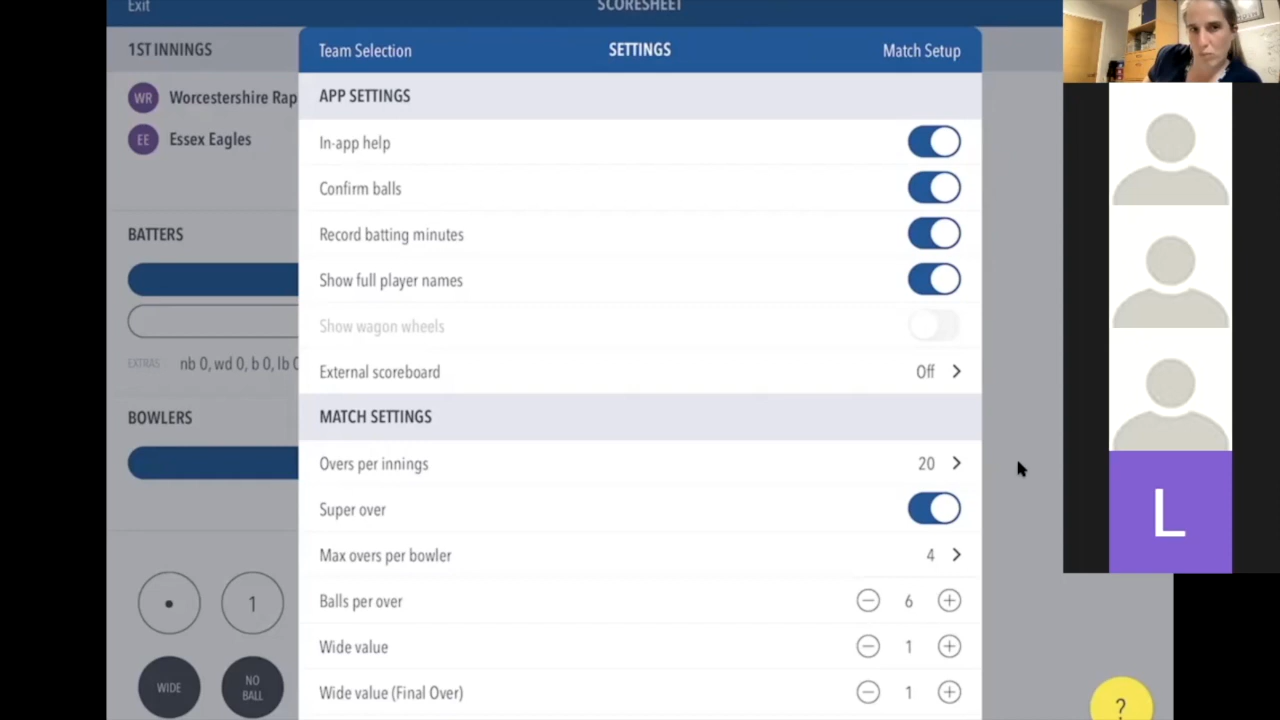 Exit
SCORESHEET
1ST INNINGS
Team Selection
SETTINGS
Match Setup
WR
Worcestershire Rap
EE
Essex Eagles
APP SETTINGS
In-app help
Confirm balls
Record batting minutes
Show full player names
Show wagon wheels
External scoreboard
Off
BATTERS
EXTRAS
nb 0, wd 0, b 0, lb 0
BOWLERS
MATCH SETTINGS
Overs per innings
20
Super over
Max overs per bowler
4
Balls per over
6
Wide value
1
Wide value (Final Over)
1
1
WIDE
NO
BALL
L
?